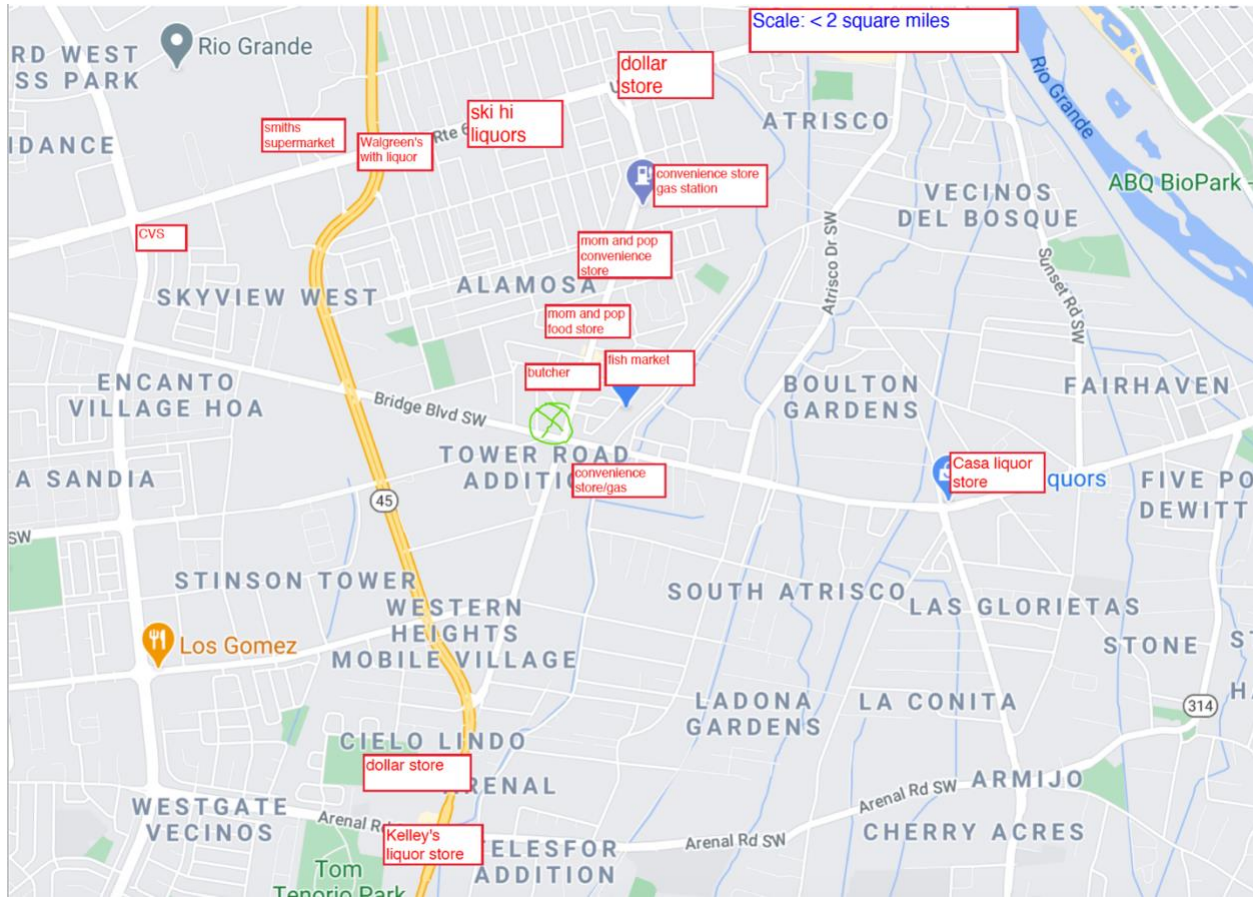 Scale: < 2 square miles
RD WEST
SS PARK
Rio Grande
dollar
store
Rio Grande
ATRISCO
ski hi
liquors
smiths
supermarket
Walgreen's
with liquor
Rte 6
IDANCE
convenience store
gas station
ABQ BioPark
VECINOS
DEL BOSQUE
CVS
mom and pop
convenience
store
Atrisco Dr SW
Sunset Rd SW
SKYVIEW WEST
ALAMOSA
mom and pop
food store
fish market
butcher
ENCANTO
VILLAGE HOA
Bridge Blvd SW
BOULTON
GARDENS
FAIRHAVEN
TOWER ROAD
ADDITIO
convenience
store/gas
Casa liquor
store
quors
A SANDIA
45
FIVE PO
DEWITT
SW
STINSON TOWER
SOUTH ATRISCO
LAS GLORIETAS
WESTERN
HEIGHTS
MOBILE VILLAGE
STONE
Los Gomez
LADONA
GARDENS
LA CONITA
314
CIELO LINDO
dollar store
RENAL
ARMIJO
WESTGATE
VECINOS
Arenal Rd
Kelley's
liquor store
Arenal Rd SW
Arenal Rd SW
CHERRY ACRES
ELESFOR
ADDITION
Tom
Tenorio Park